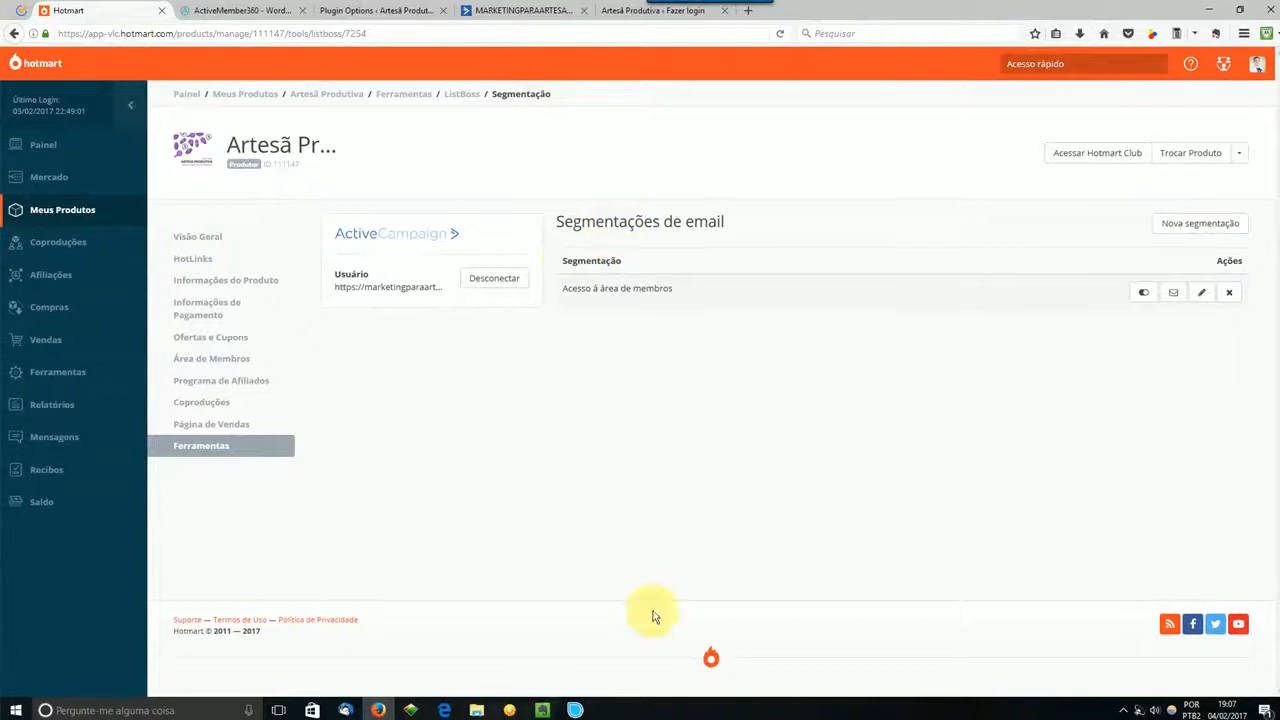 Hotmart
ActiveMember360 - Word...
Plugin Options ‹ Artesã Produt...
MARKETINGPARAARTESA...
Artesã Produtiva › Fazer login
https://app-vlc.hotmart.com/products/manage/111147/tools/listboss/7254
Pesquisar
hotmart
Acesso rápido
Último Login:
03/02/2017 22:49:01
Painel / Meus Produtos / Artesã Produtiva / Ferramentas / ListBoss / Segmentação
Painel
Mercado
Meus Produtos
Coproduções
Afiliações
Compras
Vendas
Ferramentas
Relatórios
Mensagens
Recibos
Saldo
ARTESÃ PRODUTIVA
Artesã Pr...
Produtor ID 111147
Acessar Hotmart Club
Trocar Produto
Visão Geral
HotLinks
Informações do Produto
Informações de
Pagamento
Ofertas e Cupons
Área de Membros
Programa de Afiliados
Coproduções
Página de Vendas
Ferramentas
ActiveCampaign >
Usuário
https://marketingparaart...
Desconectar
Segmentações de email
Nova segmentação
Segmentação
Ações
Acesso á área de membros
Suporte — Termos de Uso — Política de Privacidade
Hotmart © 2011 — 2017
Pergunte-me alguma coisa
POR
PTB2
19:07
04/02/2017